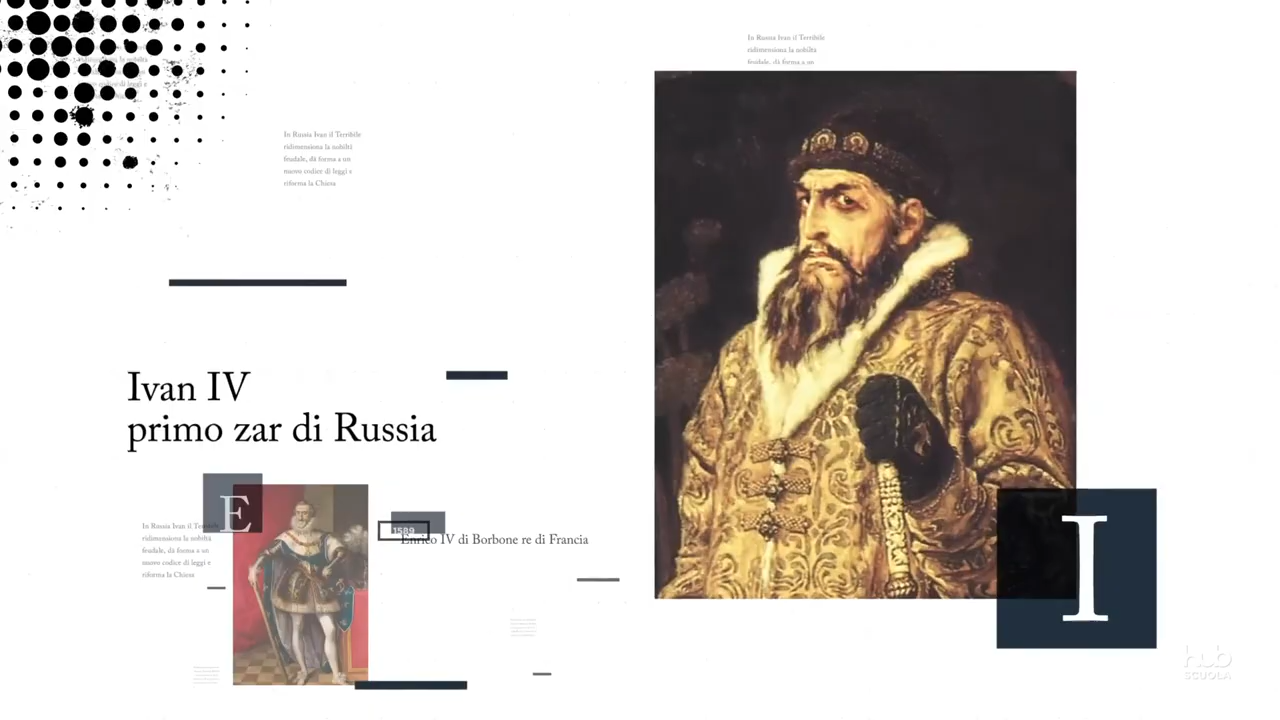 In Russia Ivan il Terribile
ridimensiona la nobiltà
feudale, dà forma a un
In Russia Ivan il Terribile
ridimensiona la nobiltà
feudale, dà forma a un
nuovo codice di leggi e
riforma la Chiesa
Ivan IV
primo zar di Russia
E
1589
Enrico IV di Borbone re di Francia
In Russia Ivan il Terribile
ridimensiona la nobiltà
feudale, dà forma a un
nuovo codice di leggi e
riforma la Chiesa
I
hub
SCUOLA